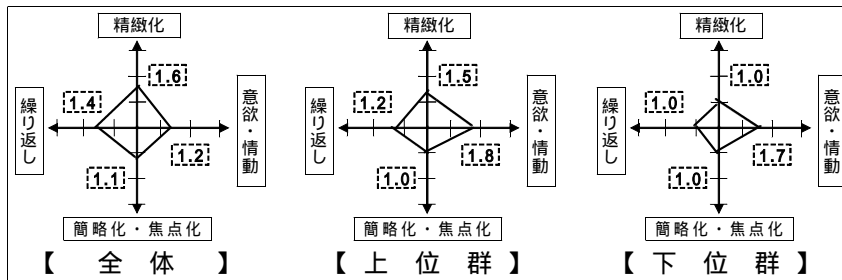 精緻化
1.6
1.4
繰り返し
意欲・情動
1.2
1.1
簡略化・焦点化
【 全 体 】
精緻化
1.5
1.2
繰り返し
意欲・情動
1.8
1.0
簡略化・焦点化
【 上 位 群 】
精緻化
1.0
1.0
繰り返し
意欲・情動
1.7
1.0
簡略化・焦点化
【 下 位 群 】